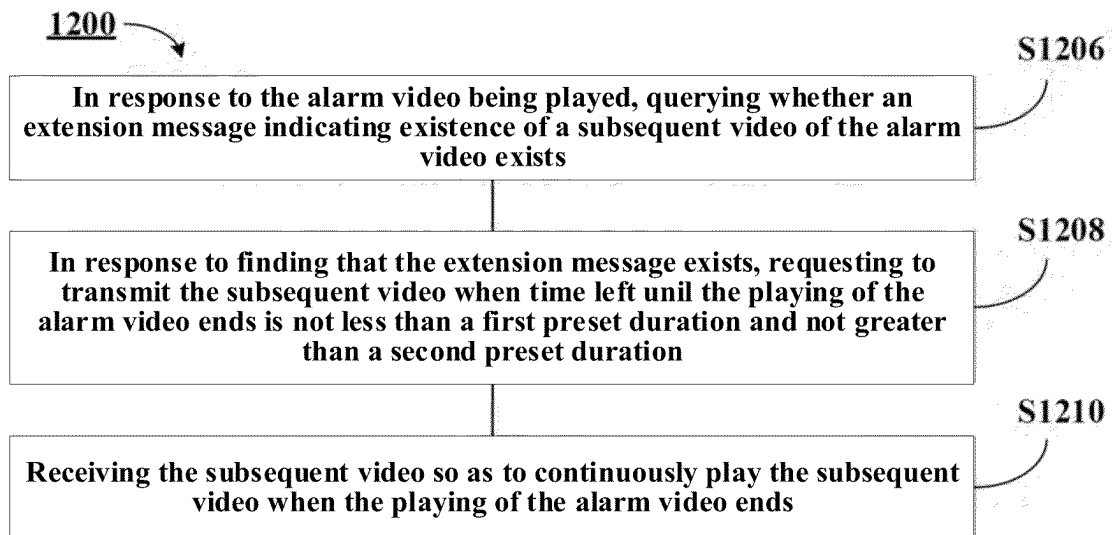 1200
S1206
In response to the alarm video being played, querying whether an
extension message indicating existence of a subsequent video of the alarm
video exists
S1208
In response to finding that the extension message exists, requesting to
transmit the subsequent video when time left unil the playing of the
alarm video ends is not less than a first preset duration and not greater
than a second preset duration
S1210
Receiving the subsequent video so as to continuously play the subsequent
video when the playing of the alarm video ends